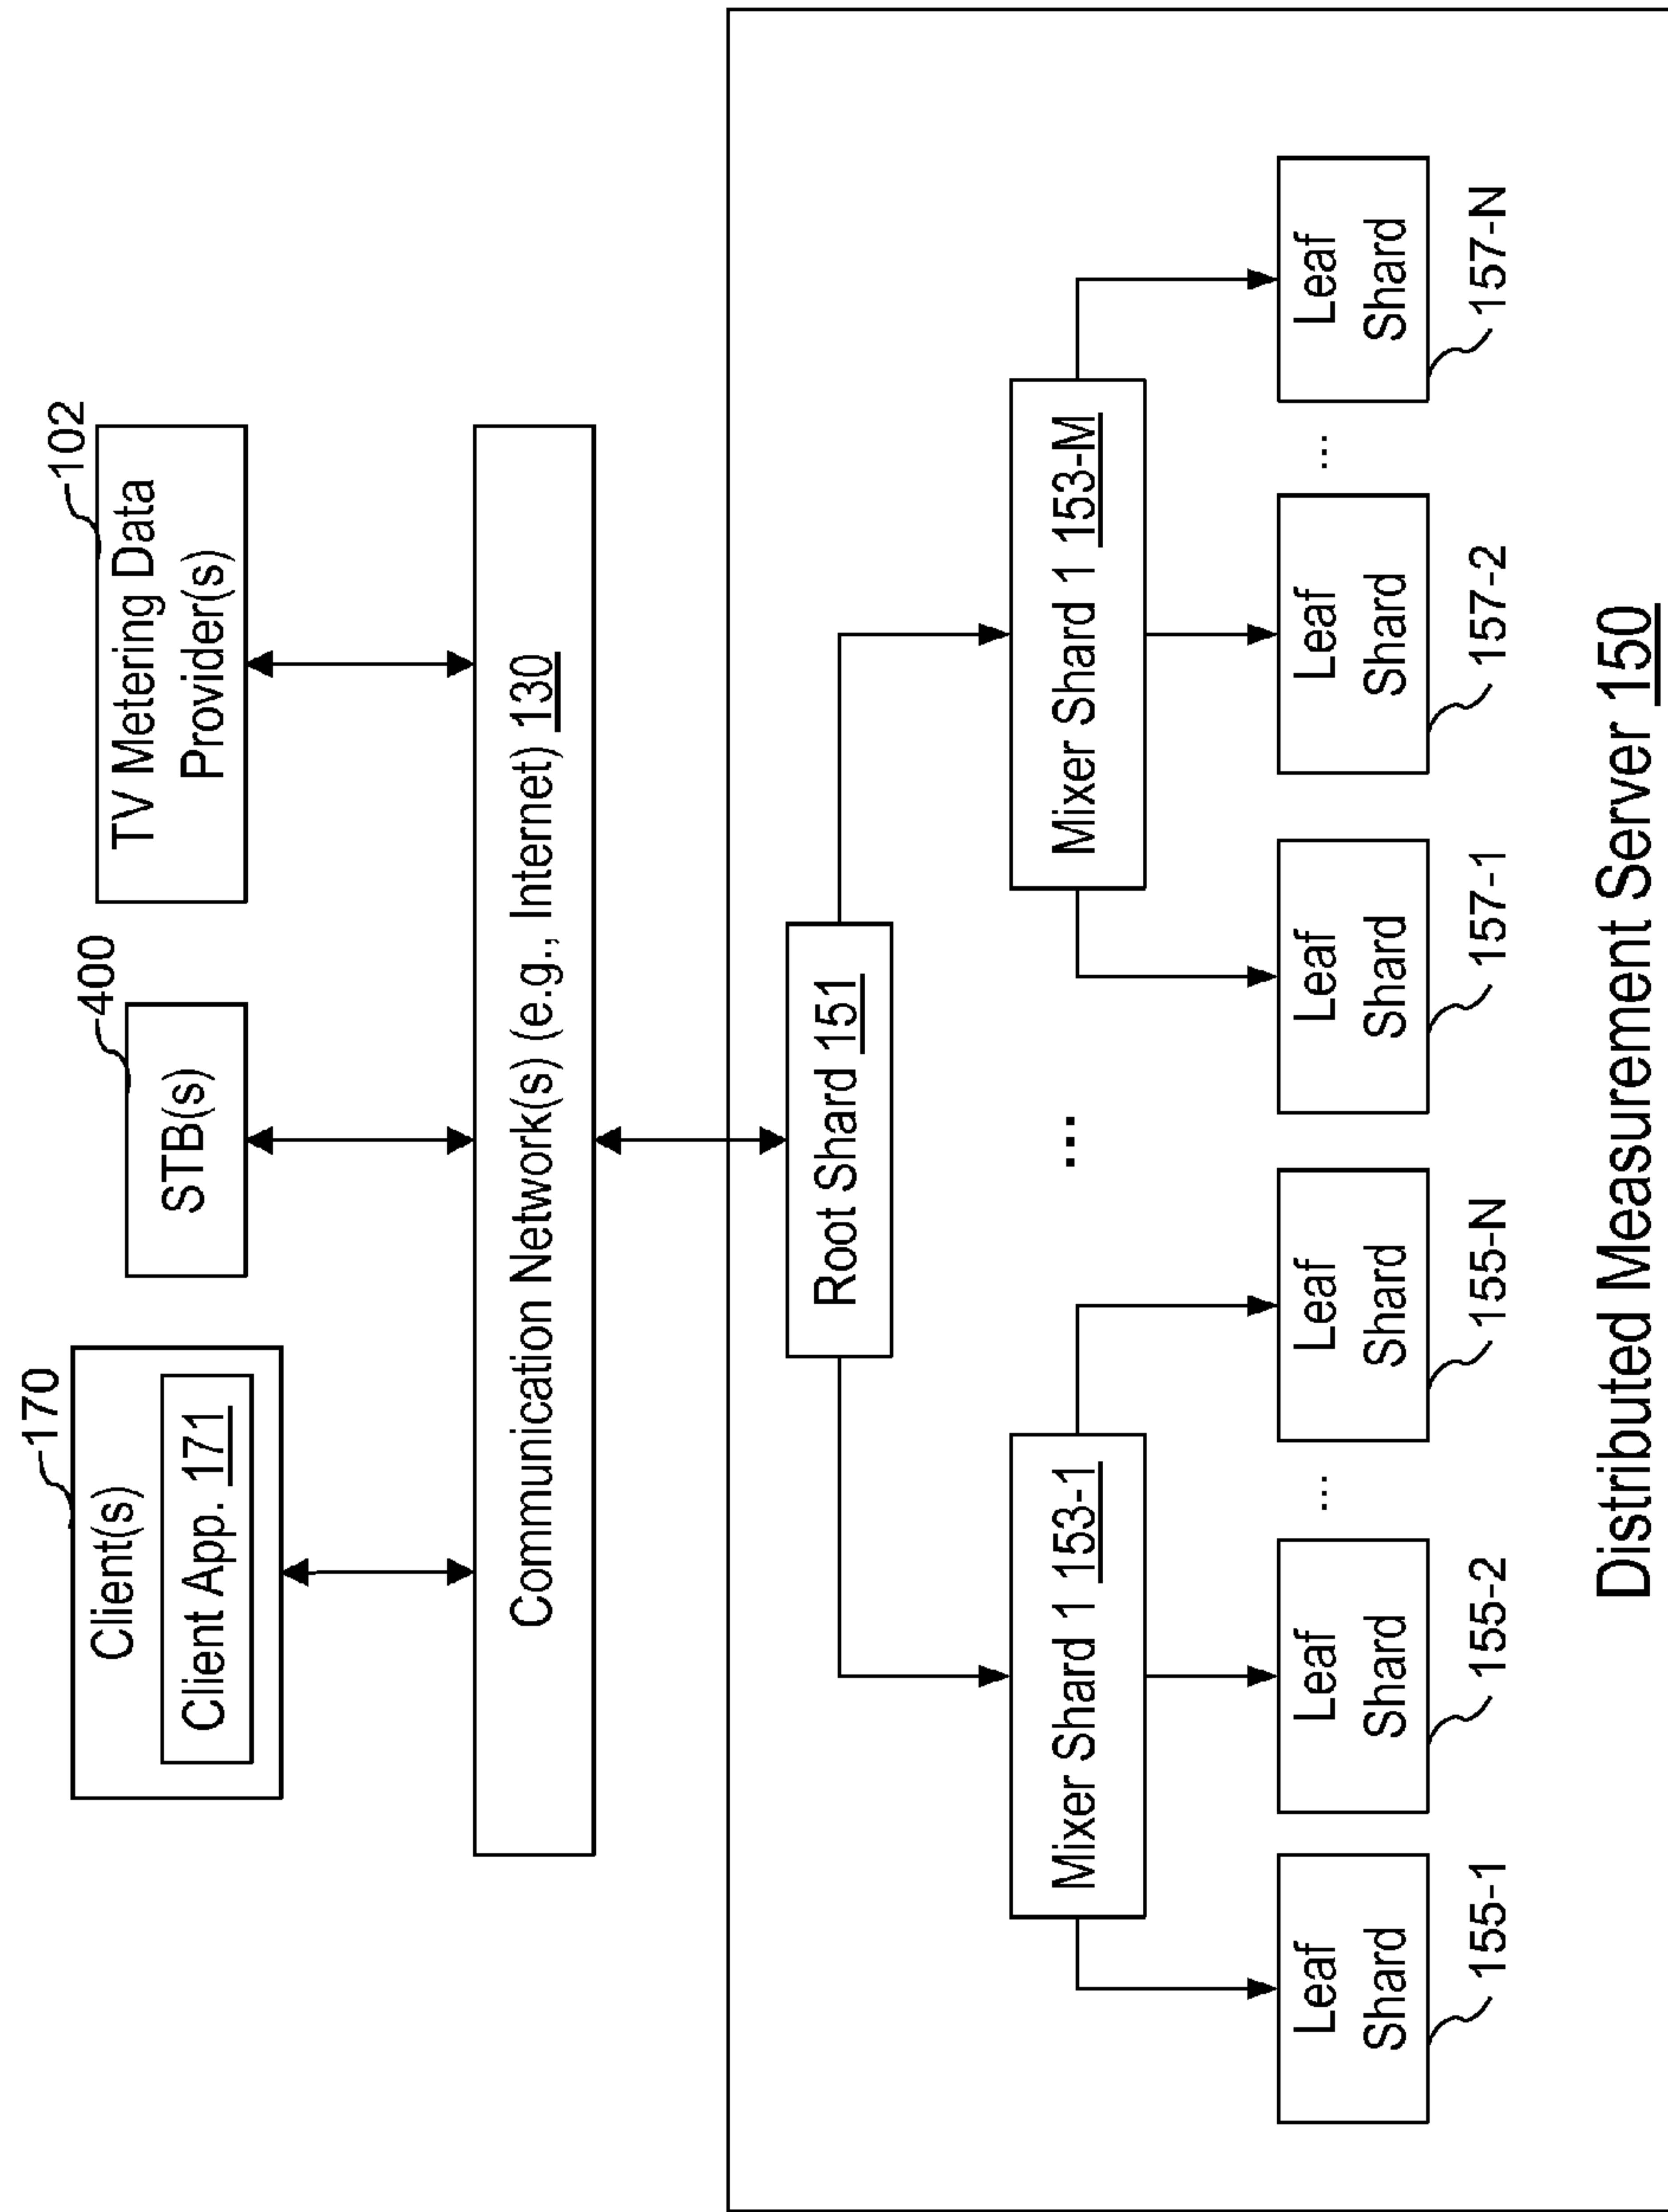 170
Client(s)
Client App. 171
400
STB(s)
102
TV Metering Data
Provider(s)
Communication Network(s) (e.g., Internet) 130
Root Shard 151
Mixer Shard 1 153-1
...
Mixer Shard 1 153-M
Leaf
Shard
155-1
Leaf
Shard
155-2
...
Leaf
Shard
155-N
Leaf
Shard
157-1
Leaf
Shard
157-2
...
Leaf
Shard
157-N
Distributed Measurement Server 150